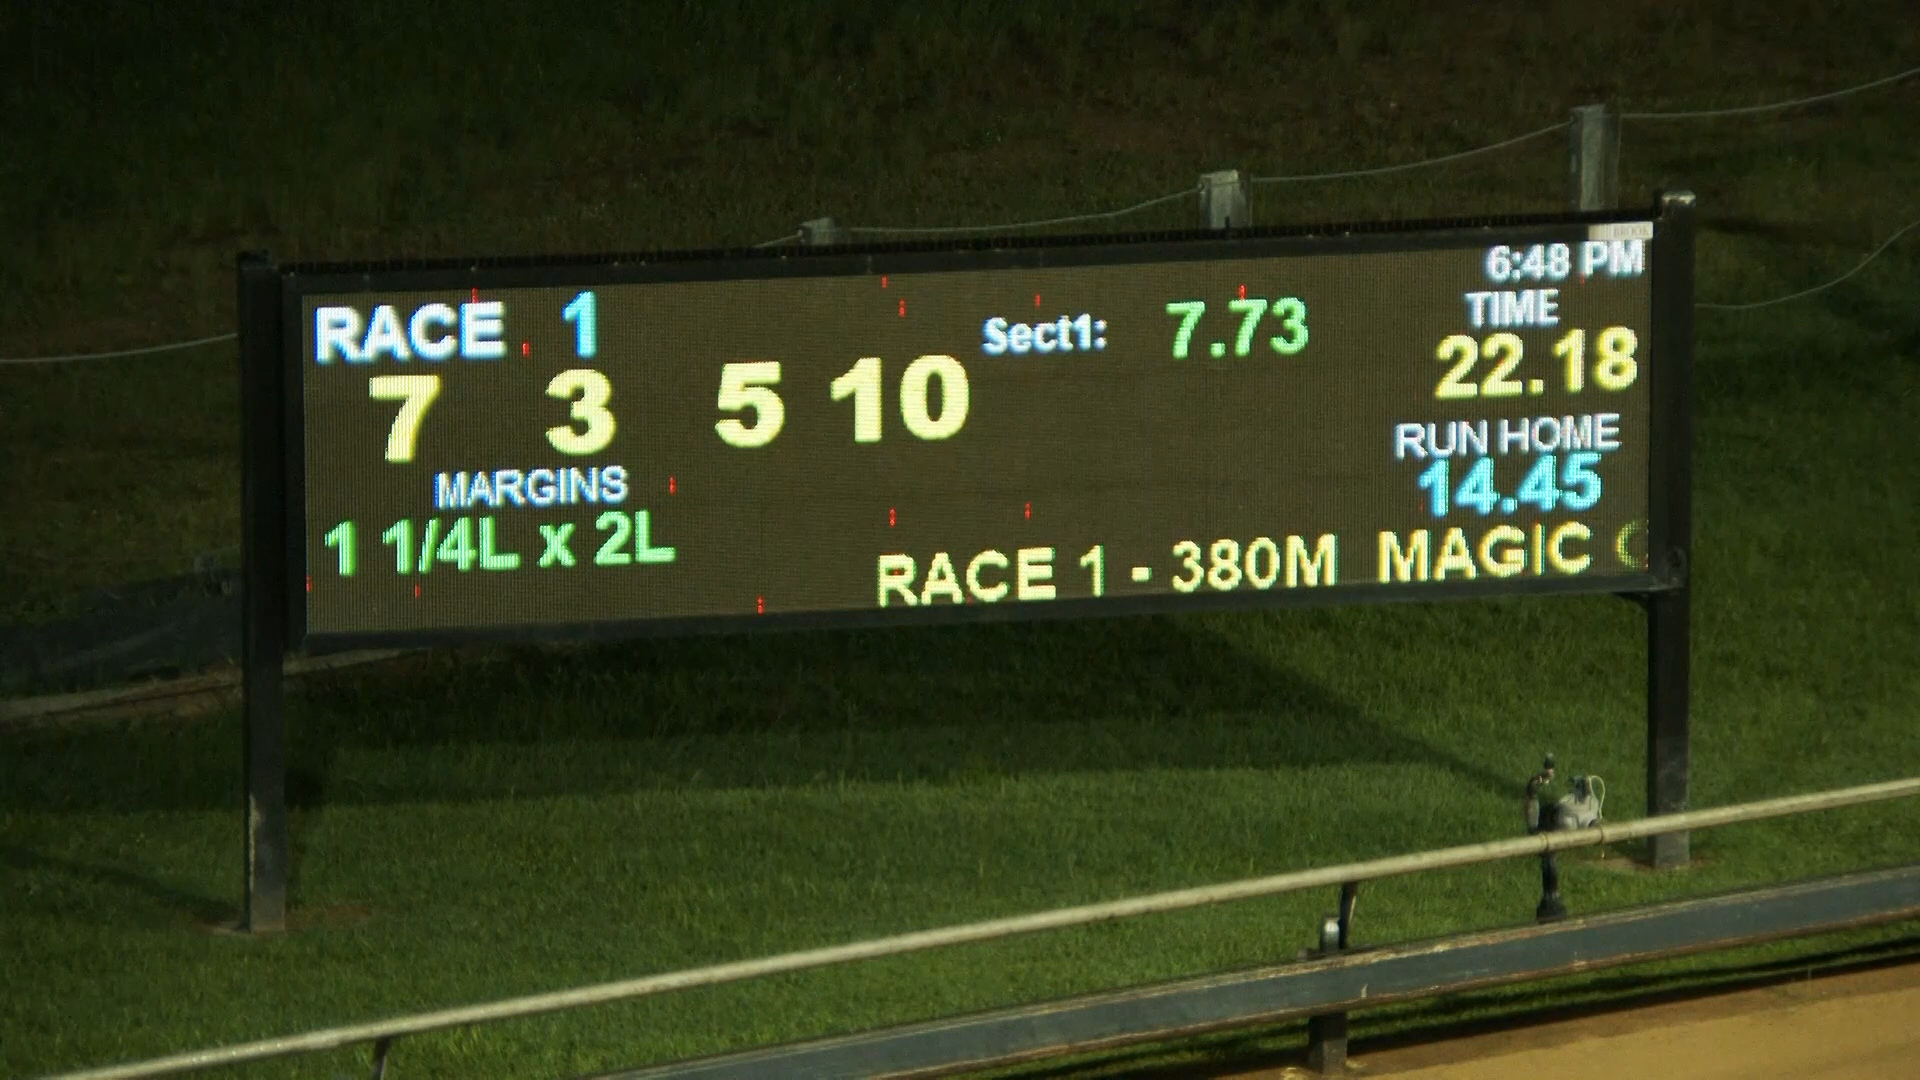 6:48 PM
RACE 1
Sect1: 7.73
TIME
22.18
7 3 5 10
RUN HOME
14.45
MARGINS
1 1/4L x 2L
RACE 1 - 380M MAGIC